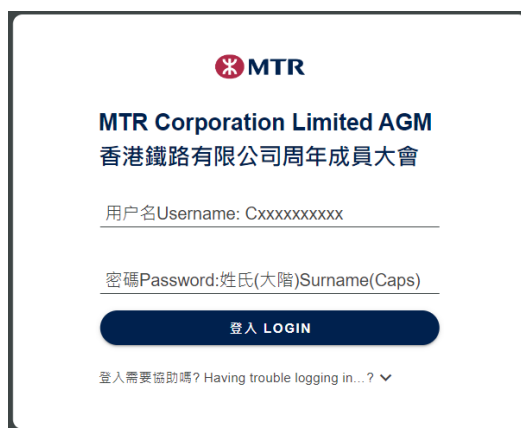 MTR
MTR Corporation Limited AGM
香港鐵路有限公司周年成員大會
用户名Username: Cxxxxxxxxxx
密碼Password:姓氏(大階)Surname(Caps)
登入 LOGIN
登入需要協助嗎? Having trouble logging in...?